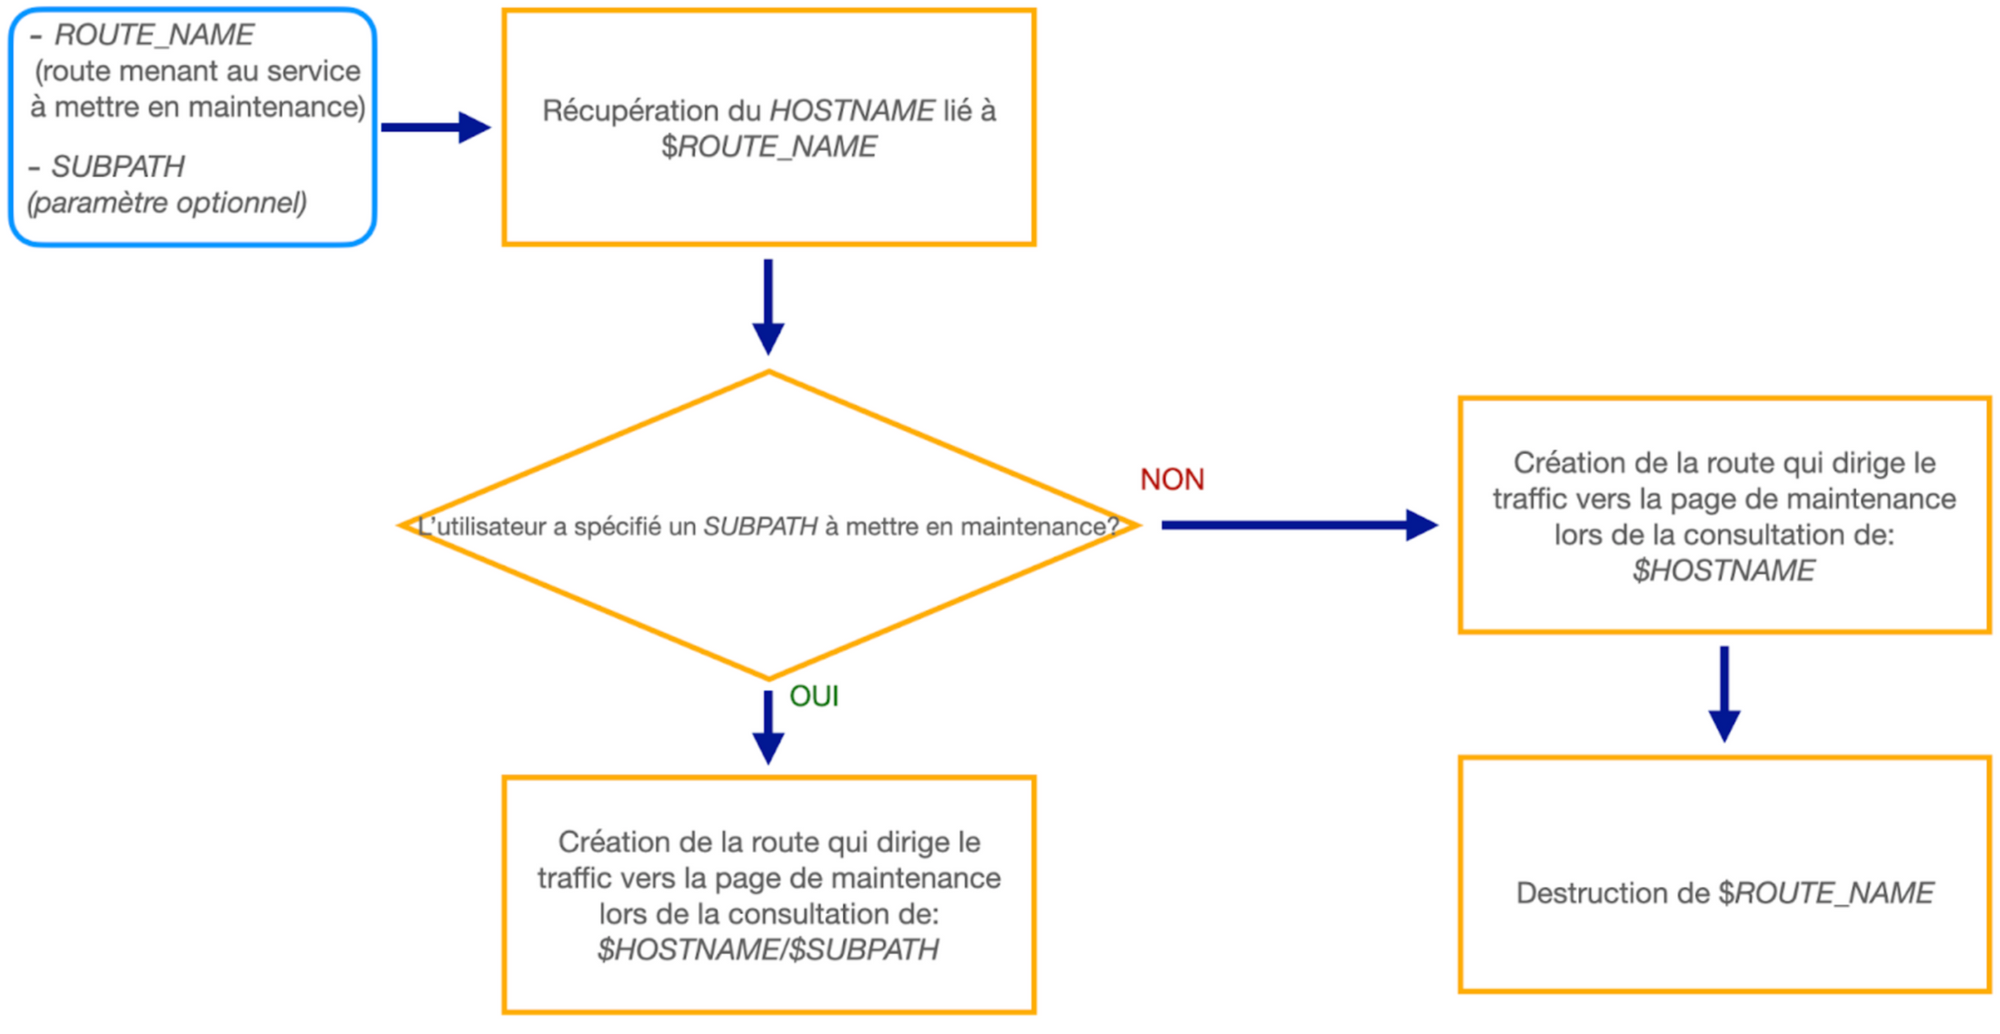 - ROUTE_NAME
(route menant au service
à mettre en maintenance)
- SUBPATH
(paramètre optionnel)
Récupération du HOSTNAME lié à
$ROUTE_NAME
L'utilisateur a spécifié un SUBPATH à mettre en maintenance?
NON
Création de la route qui dirige le
traffic vers la page de maintenance
lors de la consultation de:
$HOSTNAME
OUI
Création de la route qui dirige le
traffic vers la page de maintenance
lors de la consultation de:
$HOSTNAME/$SUBPATH
Destruction de $ROUTE_NAME